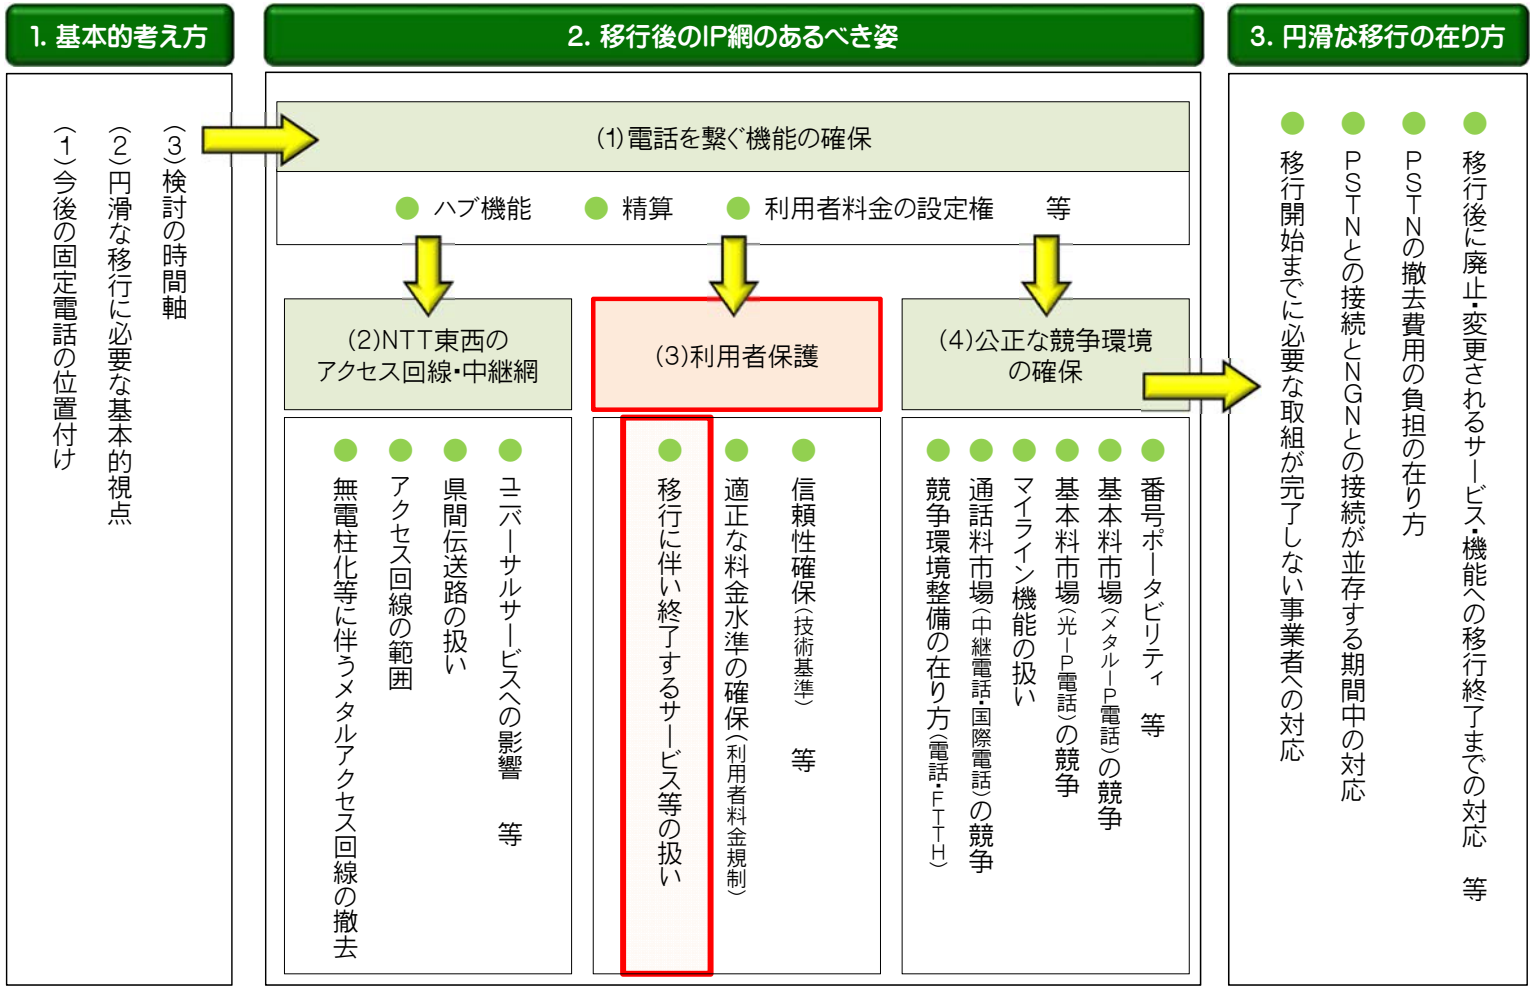 1. 基本的考え方
(1)今後の固定電話の位置付け
(2)円滑な移行に必要な基本的視点
(3)検討の時間軸
2. 移行後のIP網のあるべき姿
(1)電話を繋ぐ機能の確保
● ハブ機能 ● 精算 ● 利用者料金の設定権 等
(2)NTT東西の
アクセス回線・中継網
● 無電柱化等に伴うメタルアクセス回線の撤去
● アクセス回線の範囲
● 県間伝送路の扱い
● ユニバーサルサービスへの影響 等
(3)利用者保護
● 移行に伴い終了するサービス等の扱い
● 適正な料金水準の確保(利用者料金規制)
● 信頼性確保(技術基準) 等
(4)公正な競争環境
の確保
● 競争環境整備の在り方(電話・FTTH)
● 通話料市場(中継電話・国際電話)の競争
● マイライン機能の扱い
● 基本料市場(光IP電話)の競争
● 基本料市場(メタルIP電話)の競争
● 番号ポータビリティ 等
3. 円滑な移行の在り方
● 移行開始までに必要な取組が完了しない事業者への対応
● PSTNとの接続とNGNとの接続が並存する期間中の対応
● PSTNの撤去費用の負担の在り方
● 移行後に廃止・変更されるサービス・機能への移行終了までの対応 等